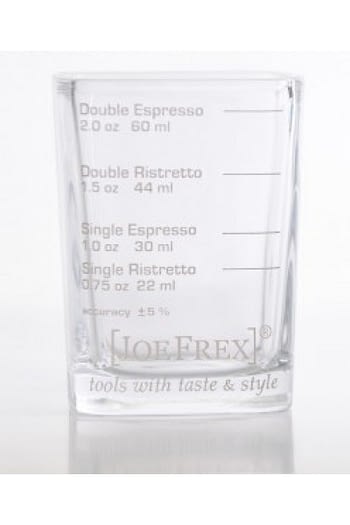 Double Espresso
2.0 oz 60 ml
Double Ristretto
1.5 oz 44 ml
Single Espresso
1.0 oz 30 ml
Single Ristretto
0.75 oz 22 ml
accuracy ±5%
[JOEFREX]®
tools with taste & style